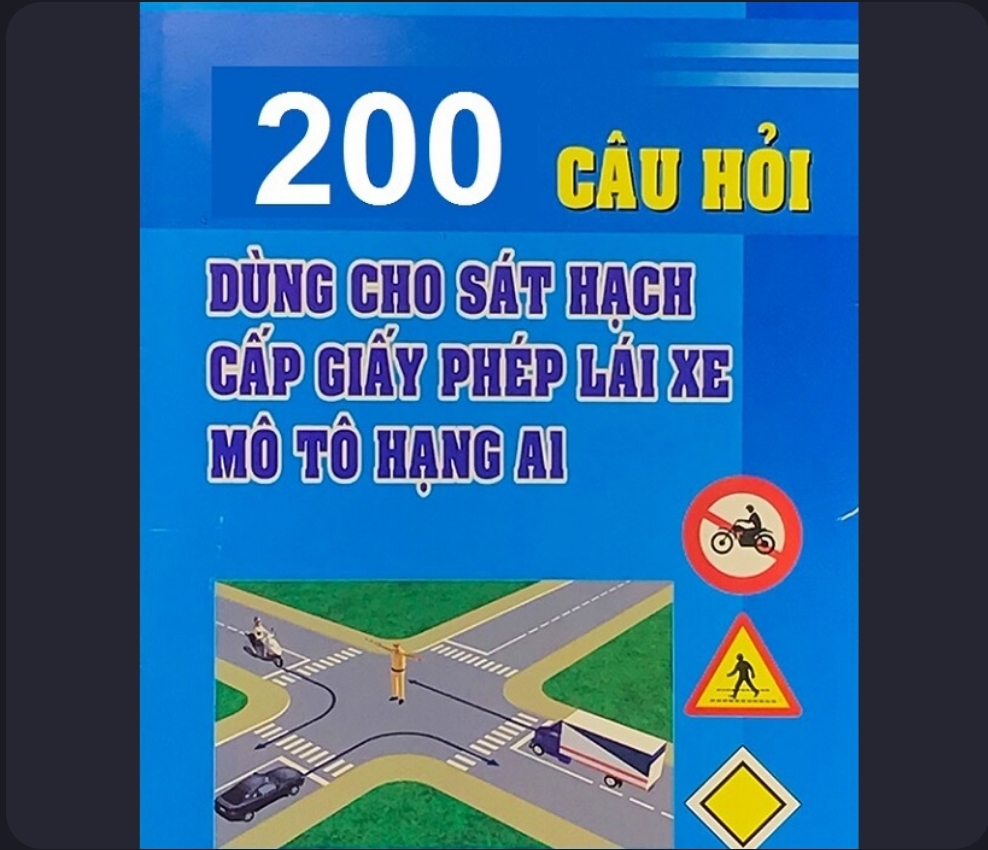 200 CÂU HỎI
DÙNG CHO SÁT HẠCH
CẤP GIẤY PHÉP LÁI XE
MÔ TÔ HẠNG A1